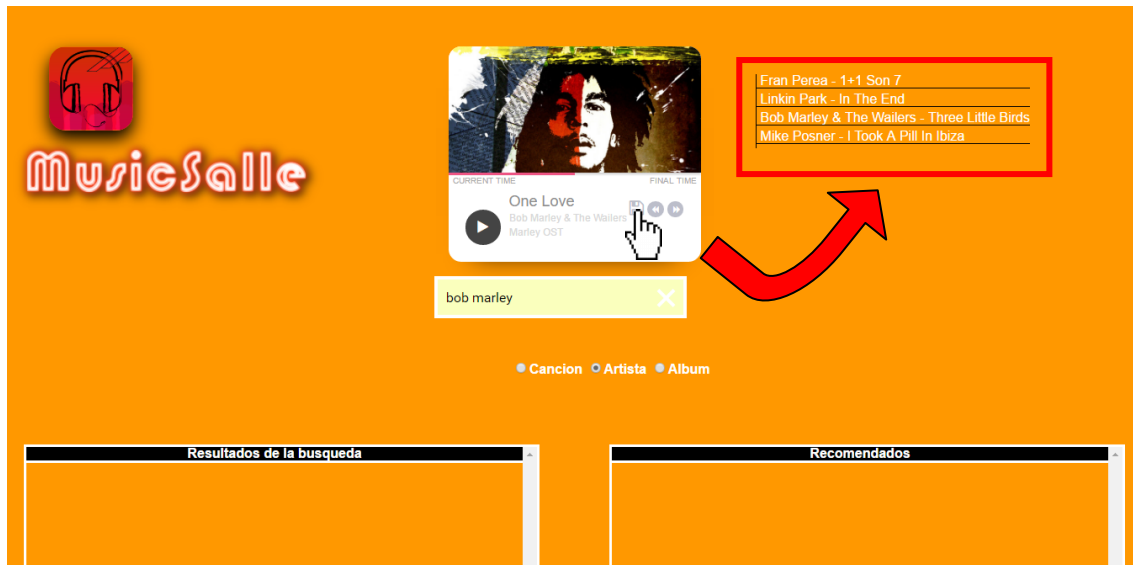 MusicSalle
CURRENT TIME
FINAL TIME
One Love
Bob Marley & The Wailers
Marley OST
Fran Perea - 1+1 Son 7
Linkin Park - In The End
Bob Marley & The Wailers - Three Little Birds
Mike Posner - I Took A Pill In Ibiza
bob marley
Cancion Artista Album
Resultados de la busqueda
Recomendados